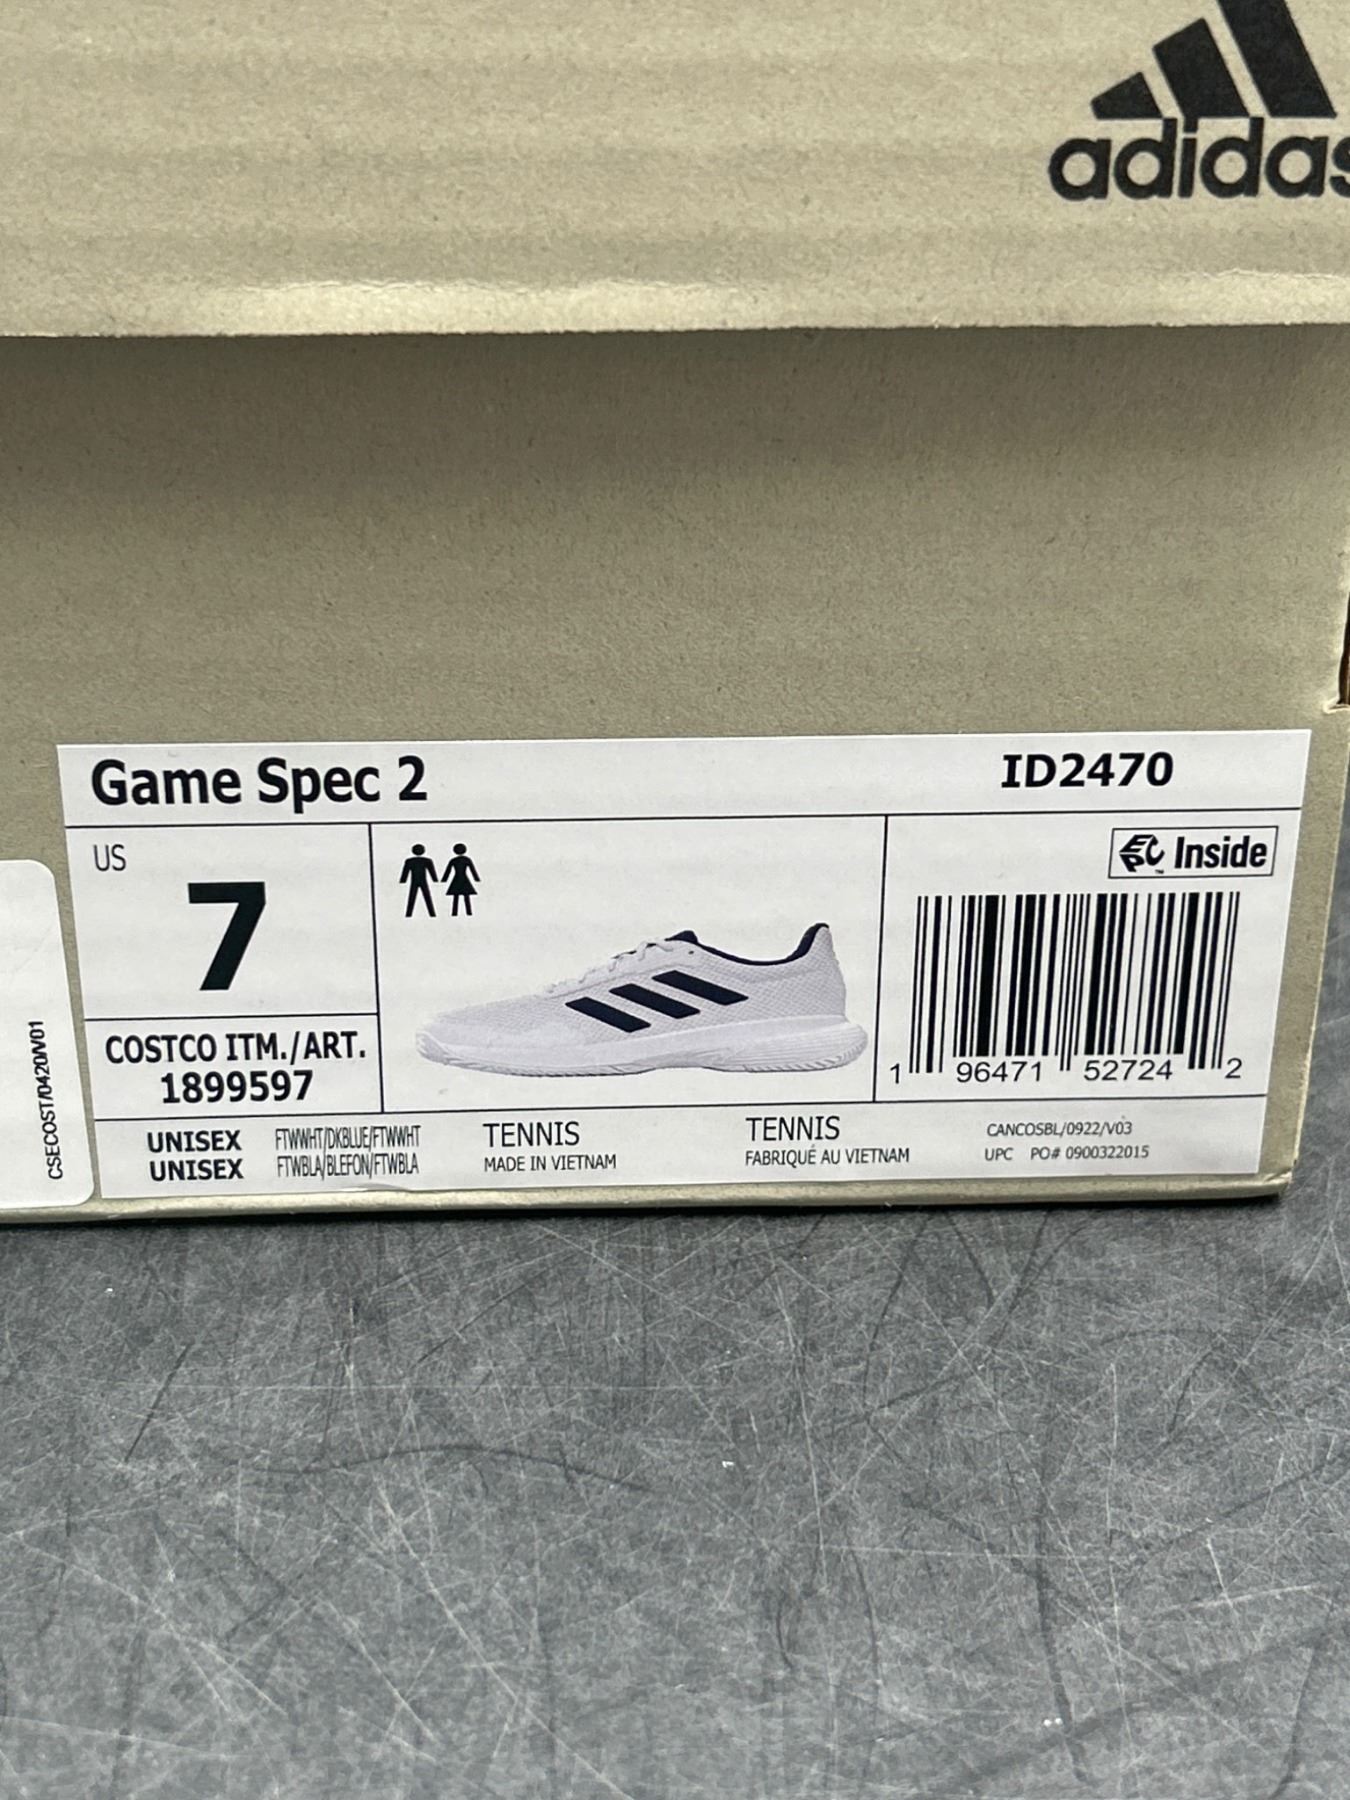 adidas
Game Spec 2
ID2470
US
7
EPC Inside
COSTCO ITM./ART.
1899597
1 96471 52724 2
UNISEX FTWWHT/DKBLUE/FTWWHT TENNIS TENNIS CANCOSBL/0922/V03
UNISEX FTWBLA/BLEFON/FTWBLA MADE IN VIETNAM FABRIQUÉ AU VIETNAM UPC PO# 0900322015
CSECOST/0420/V01